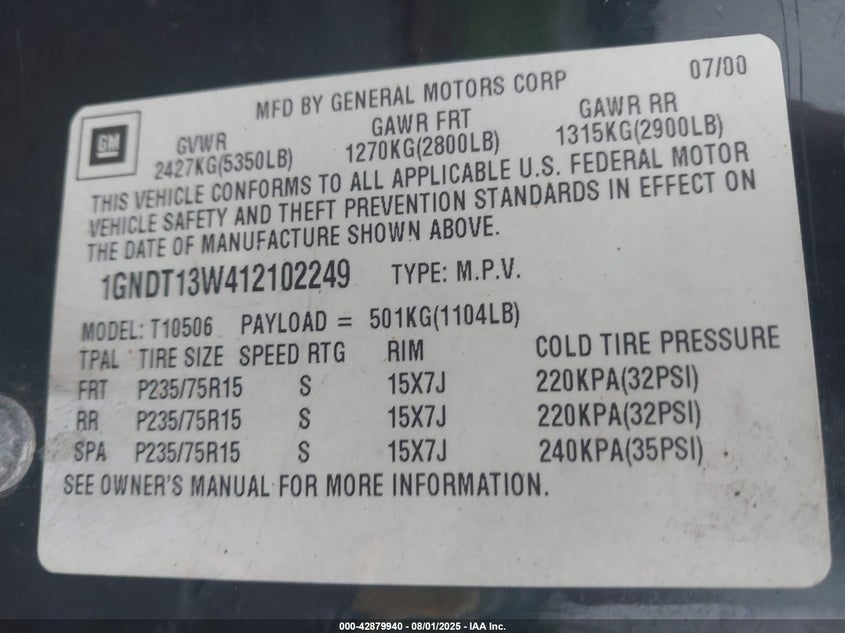 07/00
MFD BY GENERAL MOTORS CORP
GM
GVWR GAWR FRT GAWR RR
2427KG(5350LB) 1270KG(2800LB) 1315KG(2900LB)
THIS VEHICLE CONFORMS TO ALL APPLICABLE U.S. FEDERAL MOTOR
VEHICLE SAFETY AND THEFT PREVENTION STANDARDS IN EFFECT ON
THE DATE OF MANUFACTURE SHOWN ABOVE.
1GNDT13W412102249 TYPE: M.P.V.
MODEL: T10506 PAYLOAD = 501KG(1104LB)
TPAL TIRE SIZE SPEED RTG RIM COLD TIRE PRESSURE
FRT P235/75R15 S 15X7J 220KPA(32PSI)
RR P235/75R15 S 15X7J 220KPA(32PSI)
SPA P235/75R15 S 15X7J 240KPA(35PSI)
SEE OWNER'S MANUAL FOR MORE INFORMATION.
000-42879940 - 08/01/2025 - IAA Inc.